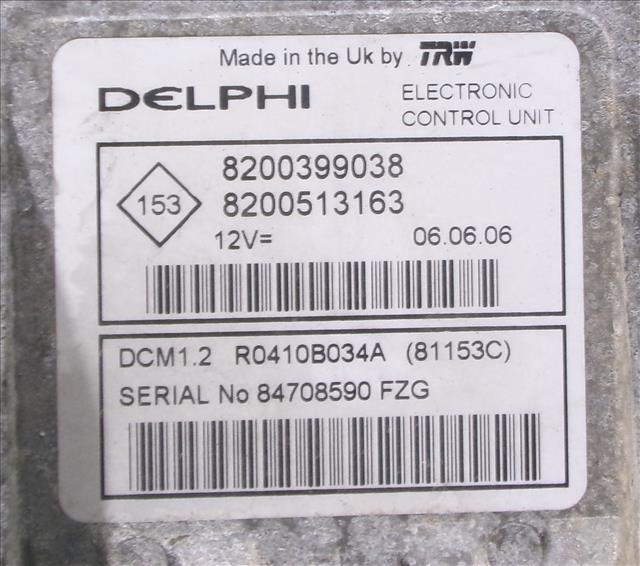 Made in the Uk by TRW
DELPHI
ELECTRONIC
CONTROL UNIT
153
8200399038
8200513163
12V= 06.06.06
DCM1.2 R0410B034A (81153C)
SERIAL No 84708590 FZG